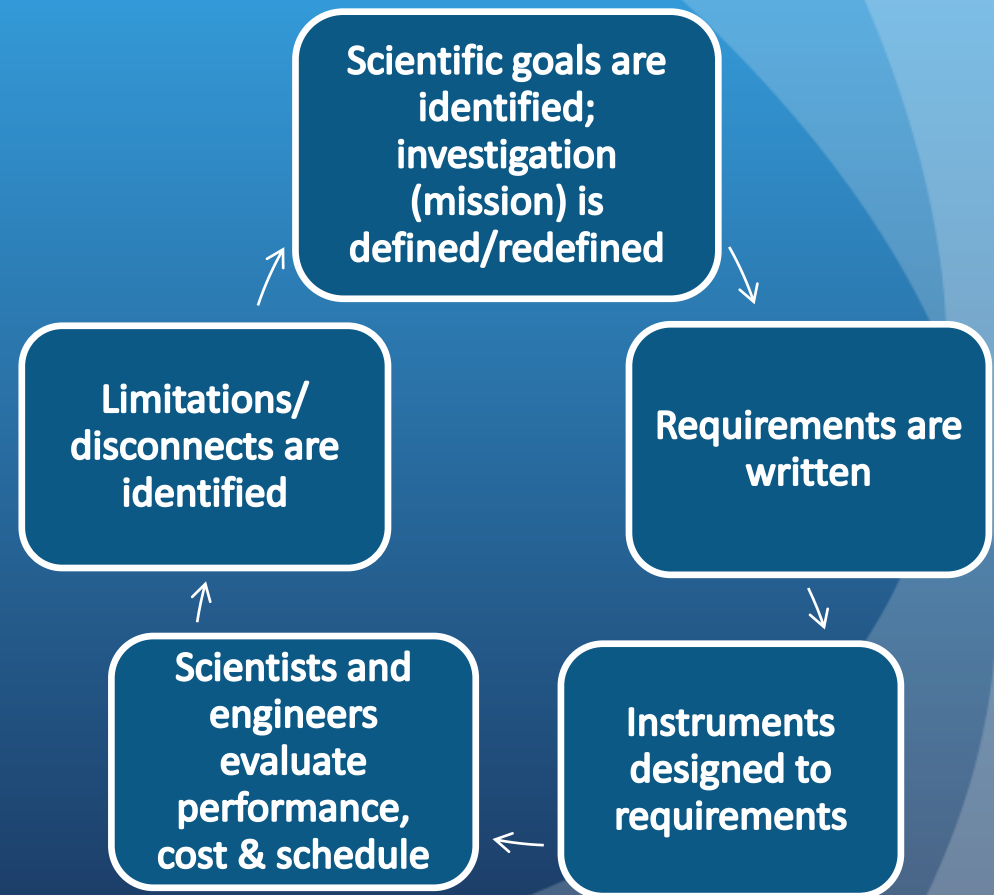 Scientific goals are
identified;
investigation
(mission) is
defined/redefined
Requirements are
written
Instruments
designed to
requirements
Scientists and
engineers
evaluate
performance,
cost & schedule
Limitations/
disconnects are
identified